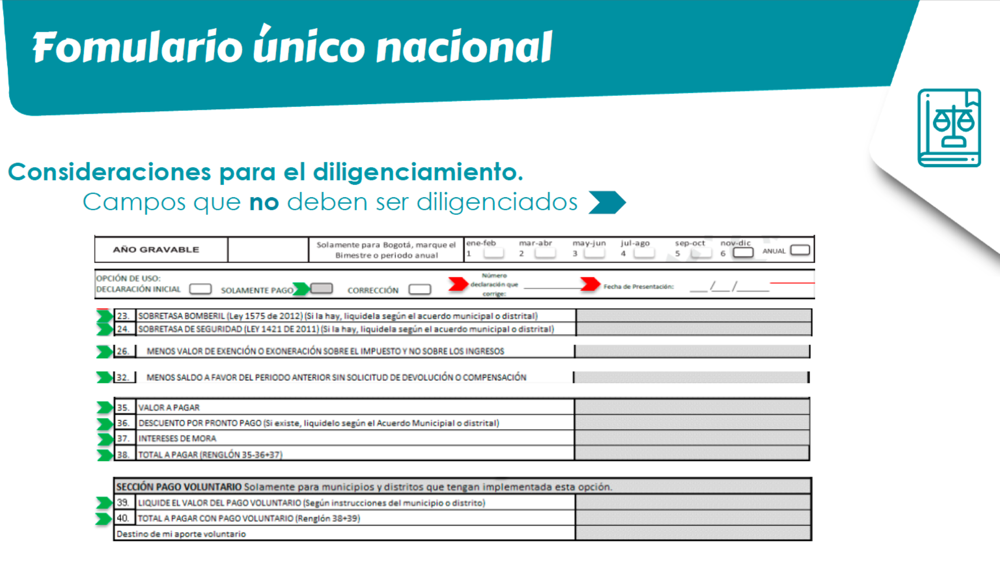 Fomulario único nacional
Consideraciones para el diligenciamiento.
Campos que no deben ser diligenciados
AÑO GRAVABLE
Solamente para Bogotá, marque el
Bimestre o periodo anual
ene-feb mar-abr may-jun jul-ago sep-oct nov-dic
1 2 3 4 5 6 ANUAL
OPCIÓN DE USO:
DECLARACIÓN INICIAL SOLAMENTE PAGO CORRECCIÓN
Número
declaración que
corrige:
Fecha de Presentación: ___/___/______
23. SOBRETASA BOMBERIL (Ley 1575 de 2012) (Si la hay, liquidela según el acuerdo municipal o distrital)
24. SOBRETASA DE SEGURIDAD (LEY 1421 DE 2011) (Si la hay, liquidela según el acuerdo municipal o distrital)
26. MENOS VALOR DE EXENCIÓN O EXONERACIÓN SOBRE EL IMPUESTO Y NO SOBRE LOS INGRESOS
32. MENOS SALDO A FAVOR DEL PERIODO ANTERIOR SIN SOLICITUD DE DEVOLUCIÓN O COMPENSACIÓN
35. VALOR A PAGAR
36. DESCUENTO POR PRONTO PAGO (Si existe, liquidelo según el Acuerdo Municipial o distrital)
37. INTERESES DE MORA
38. TOTAL A PAGAR (RENGLÓN 35-36+37)
SECCIÓN PAGO VOLUNTARIO Solamente para municipios y distritos que tengan implementada esta opción.
39. LIQUIDE EL VALOR DEL PAGO VOLUNTARIO (Según instrucciones del municipio o distrito)
40. TOTAL A PAGAR CON PAGO VOLUNTARIO (Renglón 38+39)
Destino de mi aporte voluntario